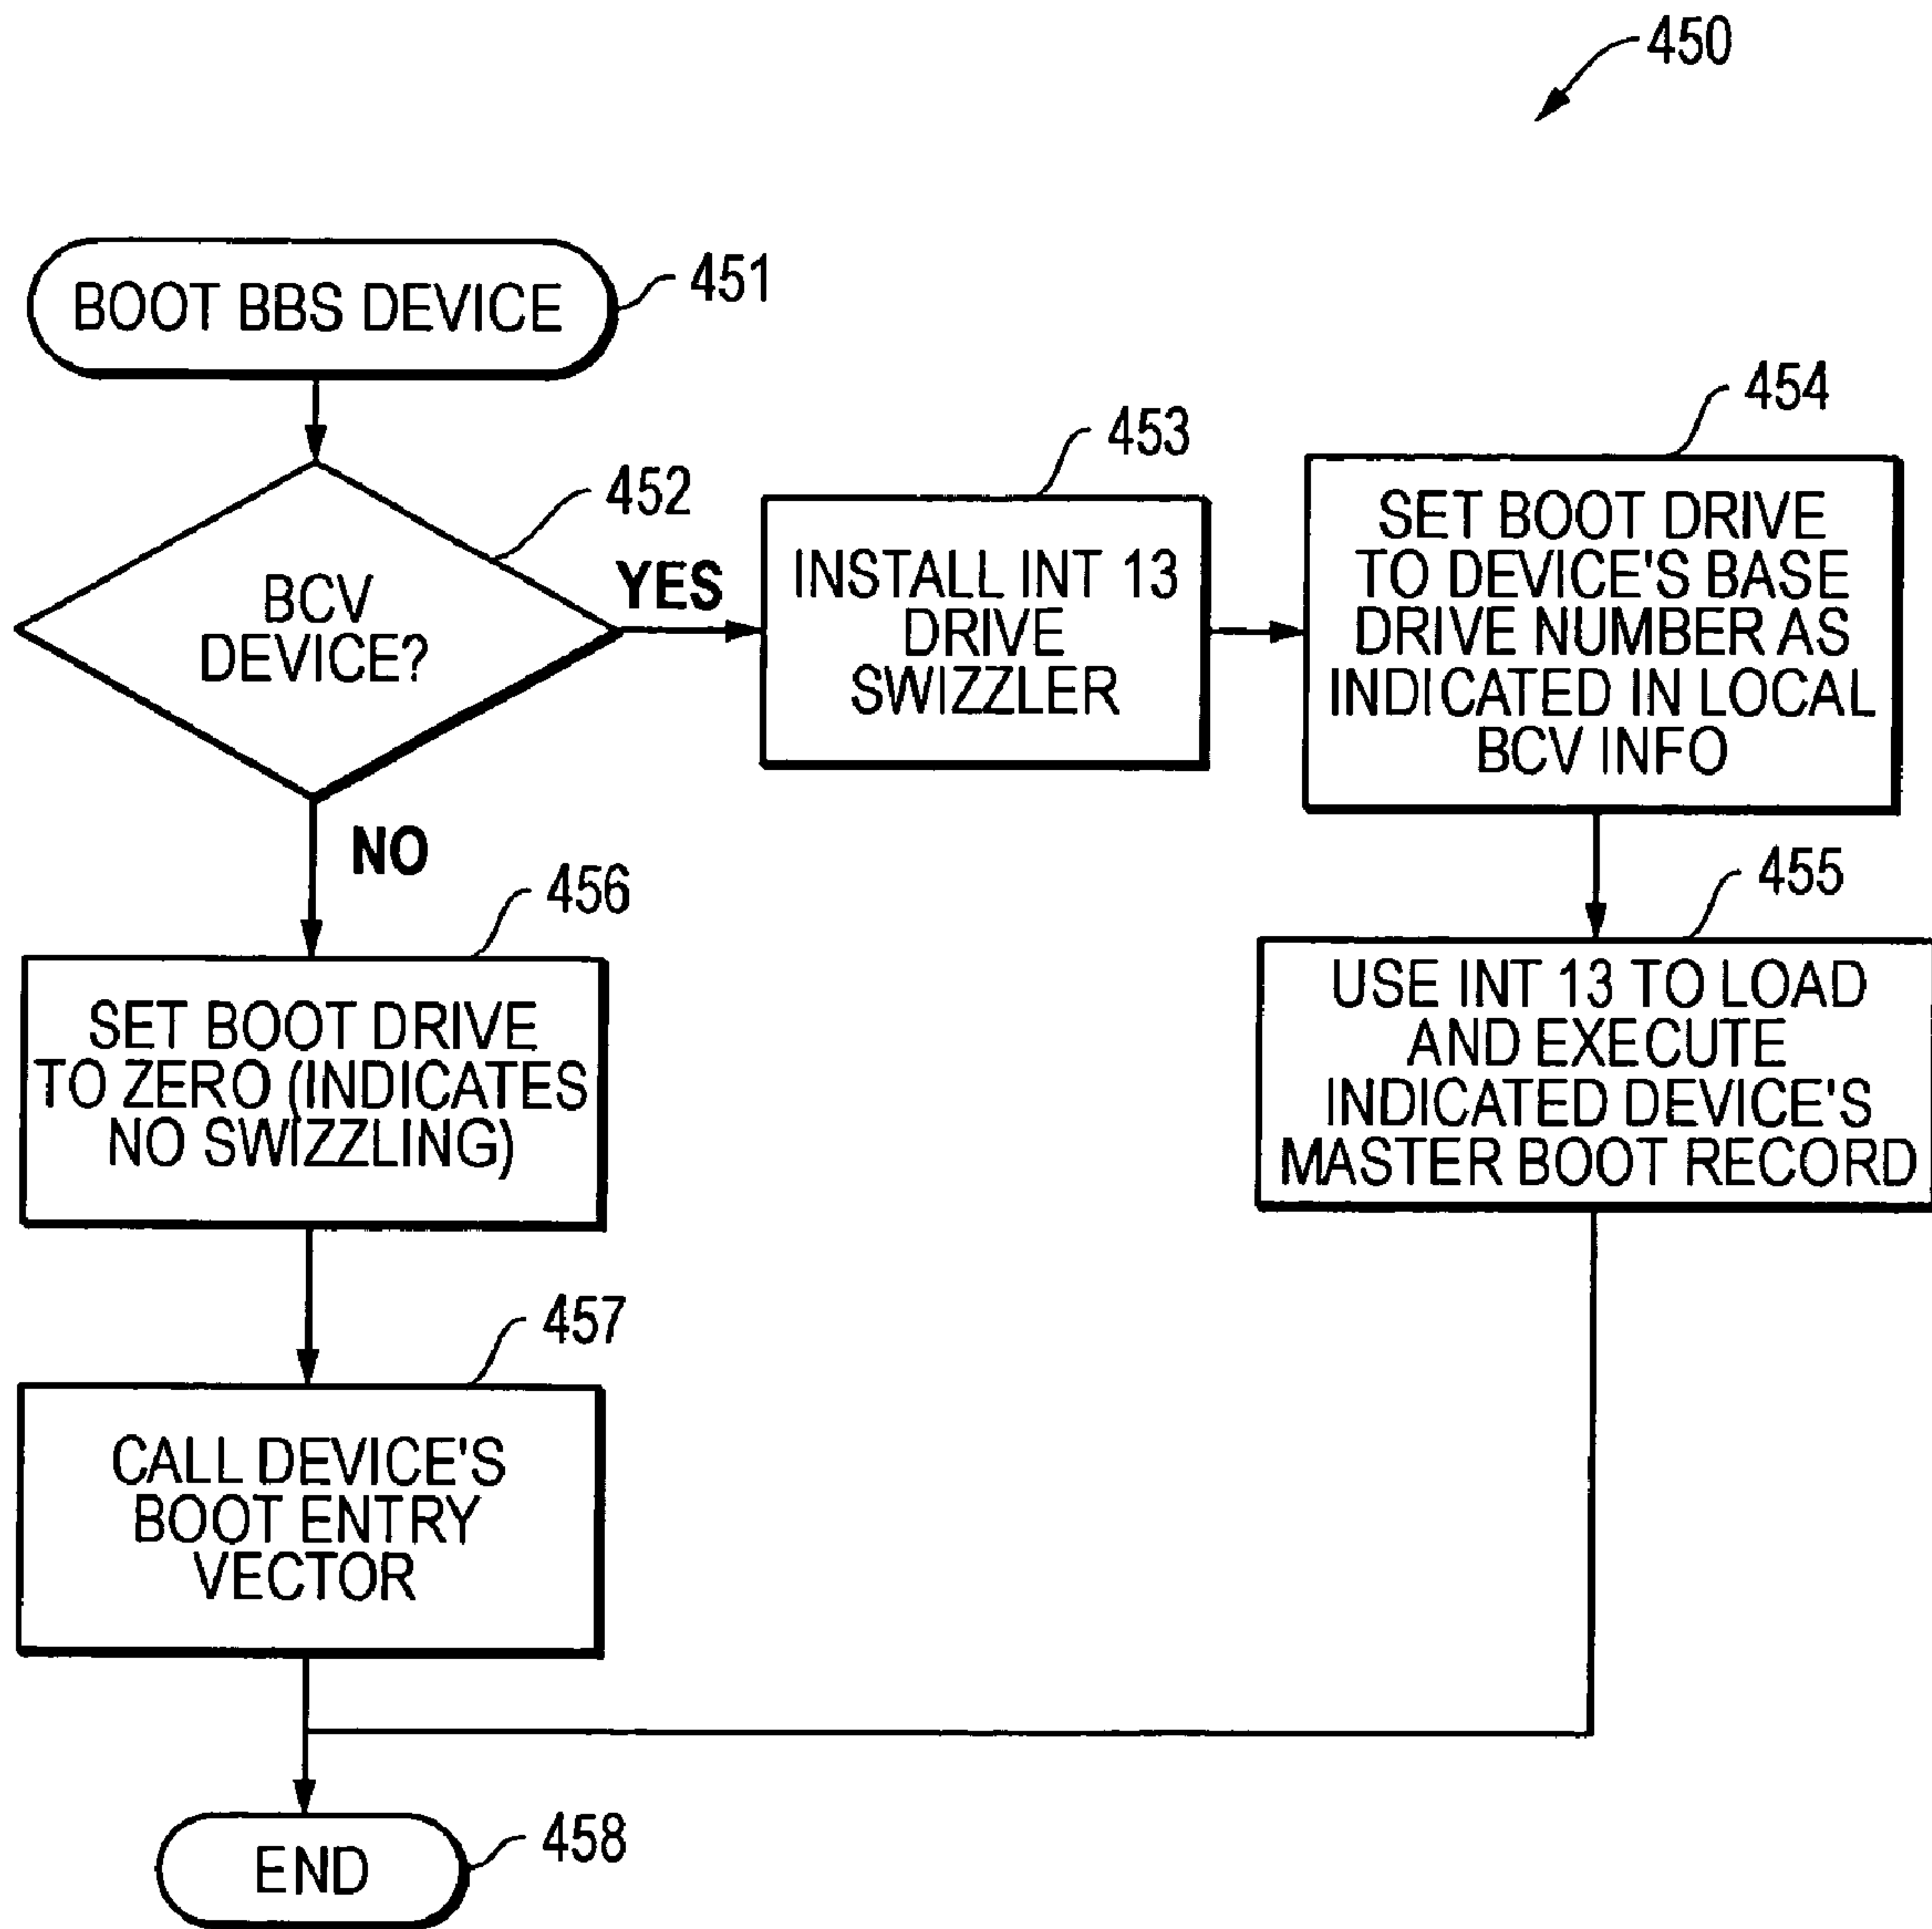 450
BOOT BBS DEVICE
451
BCV
DEVICE?
452
YES
NO
INSTALL INT 13
DRIVE
SWIZZLER
453
SET BOOT DRIVE
TO DEVICE'S BASE
DRIVE NUMBER AS
INDICATED IN LOCAL
BCV INFO
454
USE INT 13 TO LOAD
AND EXECUTE
INDICATED DEVICE'S
MASTER BOOT RECORD
455
SET BOOT DRIVE
TO ZERO (INDICATES
NO SWIZZLING)
456
CALL DEVICE'S
BOOT ENTRY
VECTOR
457
END
458